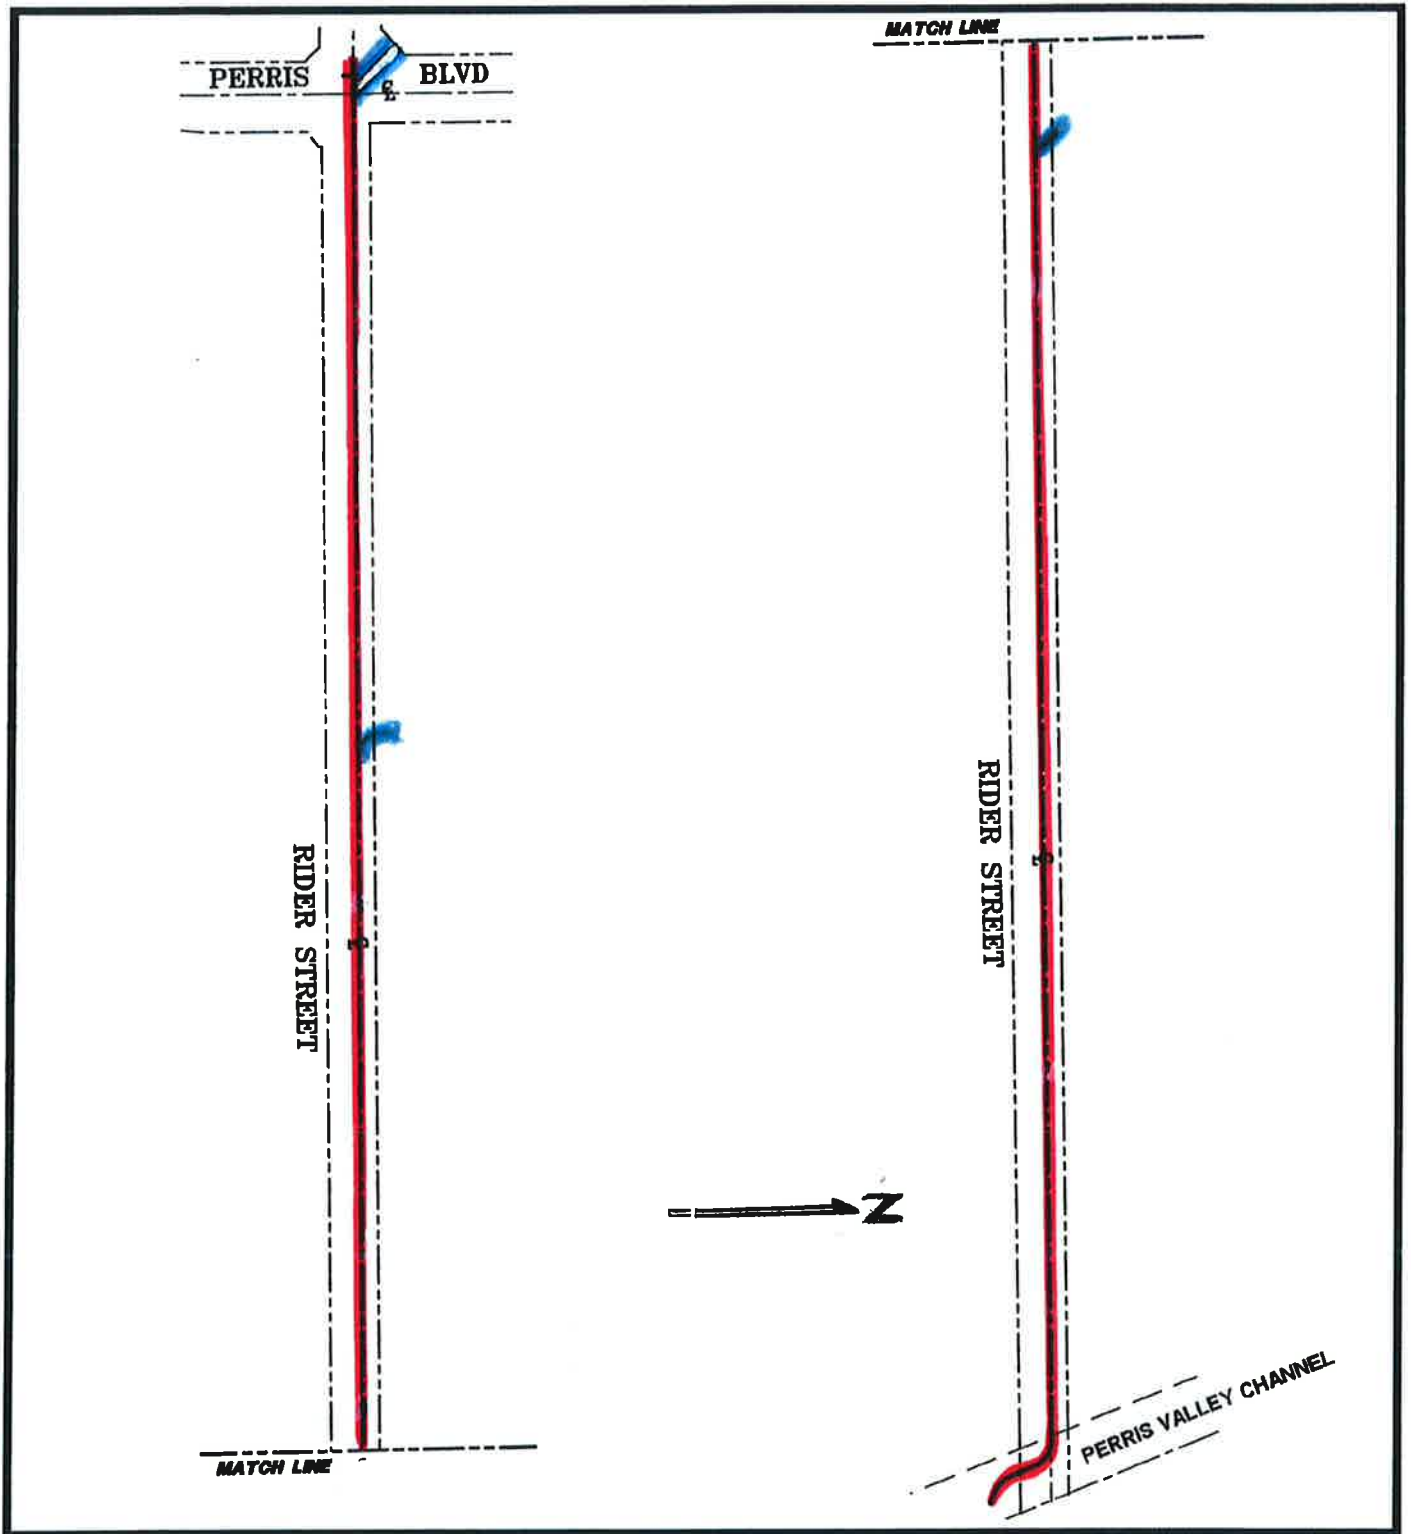 MATCH LINE
PERRIS BLVD
℄
RIDER STREET
RIDER STREET
N
PERRIS VALLEY CHANNEL
MATCH LINE